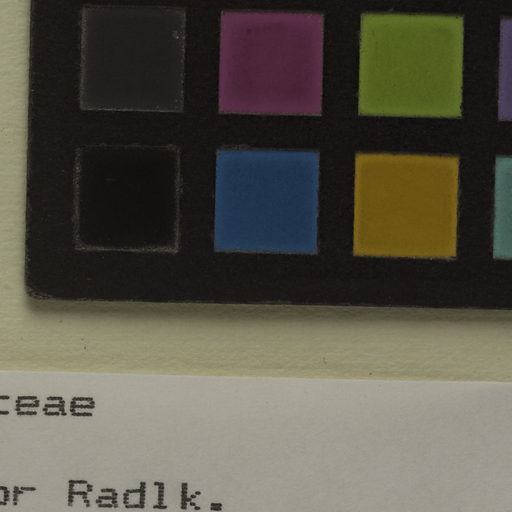 ceae
or Radlk.